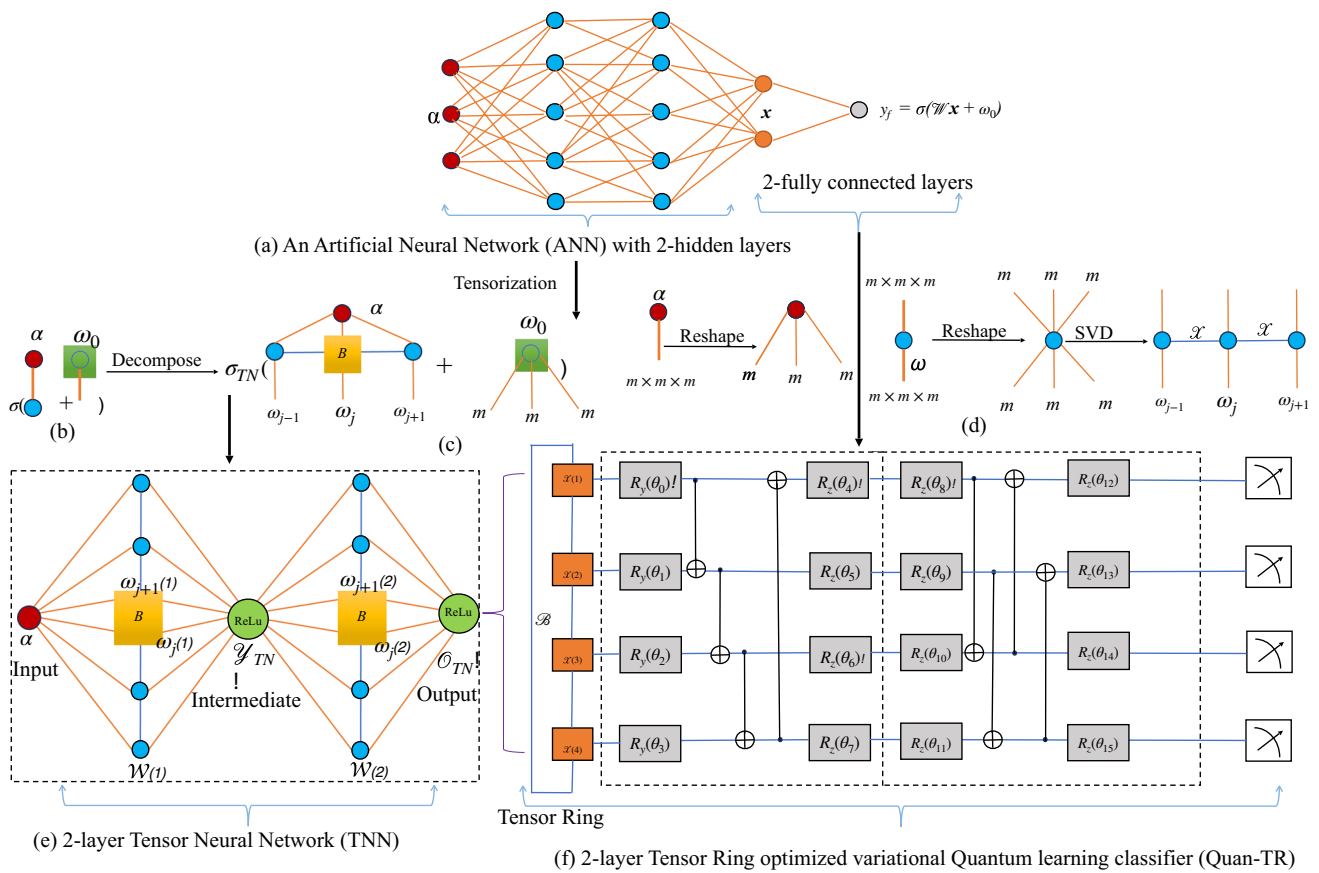 α
x
y_f = σ(𝒲x + ω_0)
2-fully connected layers
(a) An Artificial Neural Network (ANN) with 2-hidden layers
Tensorization
α
ω_0
σ( + )
(b)
Decompose
σ_TN(
α
B
ω_{j-1} ω_j ω_{j+1}
+
ω_0
)
m m m
(c)
α
m × m × m
Reshape
m m m
m × m × m
ω
m × m × m
Reshape
m m m
m m m
SVD
𝒳 𝒳
ω_{j-1} ω_j ω_{j+1}
(d)
α
Input
ω_{j+1}(1)
B
ω_j(1)
W(1)
ReLu
𝒴_TN
!
Intermediate
ω_{j+1}(2)
B
ω_j(2)
W(2)
ReLu
𝒪_TN!
Output
(e) 2-layer Tensor Neural Network (TNN)
ℬ
𝒳(1) R_y(θ_0)! R_z(θ_4)! R_z(θ_8)! R_z(θ_12)
𝒳(2) R_y(θ_1) R_z(θ_5) R_z(θ_9) R_z(θ_13)
𝒳(3) R_y(θ_2) R_z(θ_6)! R_z(θ_10) R_z(θ_14)
𝒳(4) R_y(θ_3) R_z(θ_7) R_z(θ_11) R_z(θ_15)
Tensor Ring
(f) 2-layer Tensor Ring optimized variational Quantum learning classifier (Quan-TR)